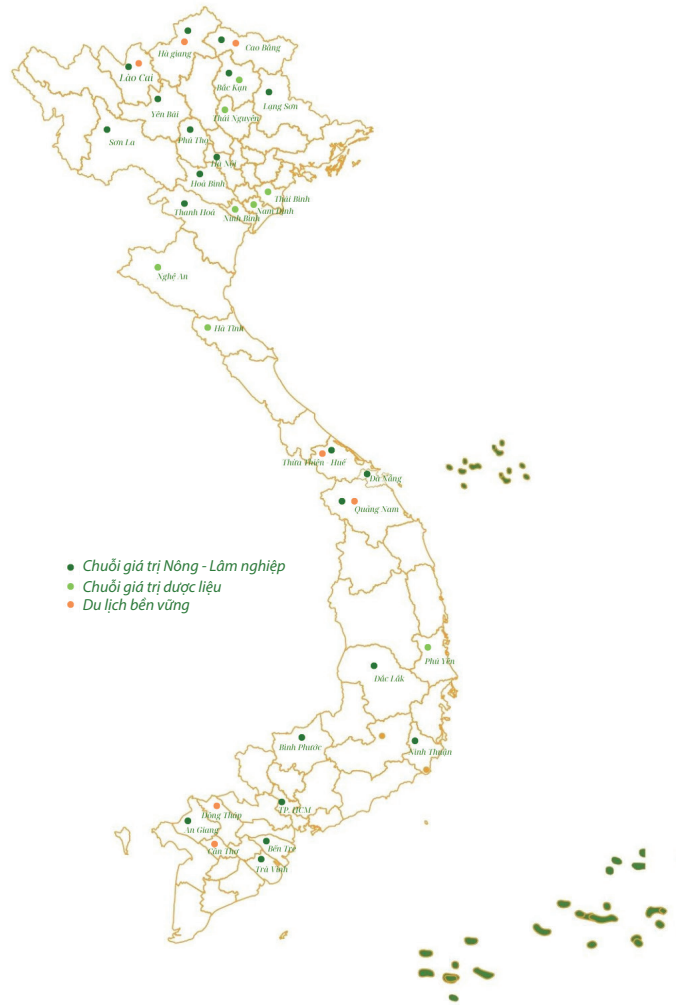 Hà giang
Cao Bằng
Lào Cai
Bắc Kạn
Lạng Sơn
Yên Bái
Thái Nguyên
Sơn La
Phú Thọ
Hà Nội
Hoà Bình
Thái Bình
Thanh Hoá
Ninh Bình
Nam Định
Nghệ An
Hà Tĩnh
Thừa Thiên - Huế
Đà Nẵng
Quảng Nam
Chuỗi giá trị Nông - Lâm nghiệp
Chuỗi giá trị dược liệu
Du lịch bền vững
Phú Yên
Đắc Lắk
Bình Phước
Ninh Thuận
TP. HCM
Đồng Tháp
An Giang
Cần Thơ
Bến Tre
Trà Vinh